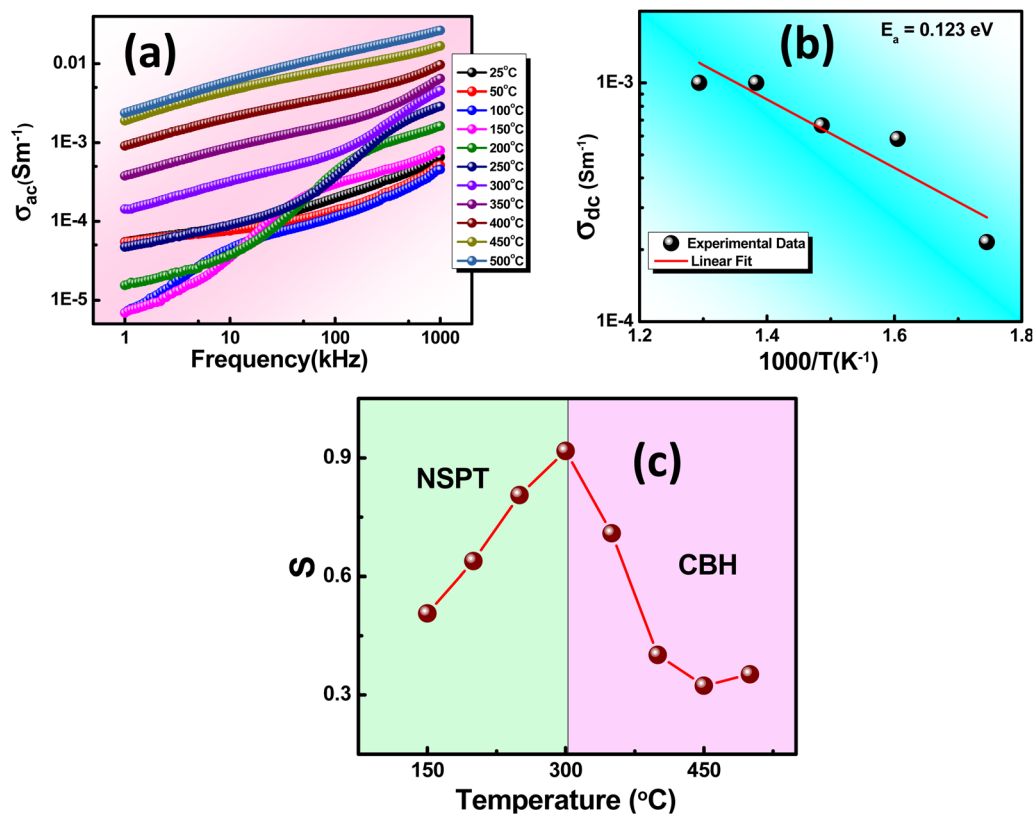 (a)
0.01
1E-3
1E-4
1E-5
σac(Sm-1)
1
10
100
1000
Frequency(kHz)
25°C
50°C
100°C
150°C
200°C
250°C
300°C
350°C
400°C
450°C
500°C
(b)
Ea = 0.123 eV
1E-3
1E-4
σdc (Sm-1)
Experimental Data
Linear Fit
1.2
1.4
1.6
1.8
1000/T(K-1)
(c)
NSPT
CBH
0.9
0.6
0.3
S
150
300
450
Temperature (oC)